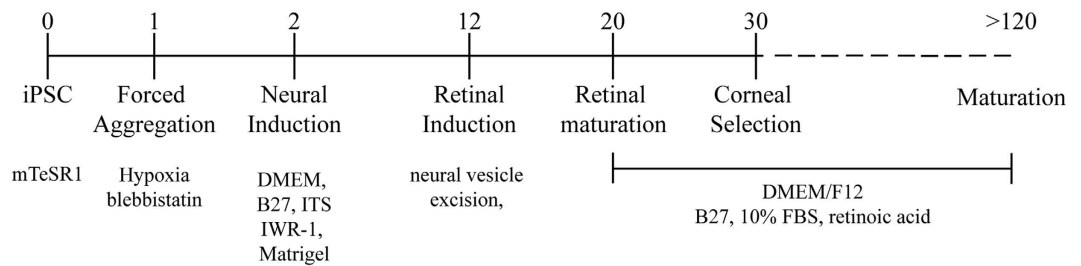 0 1 2 12 20 30 >120
iPSC Forced Neural Retinal Retinal Corneal Maturation
Aggregation Induction Induction maturation Selection
mTeSR1 Hypoxia DMEM, neural vesicle
blebbistatin B27, ITS excision,
IWR-1,
Matrigel
DMEM/F12
B27, 10% FBS, retinoic acid